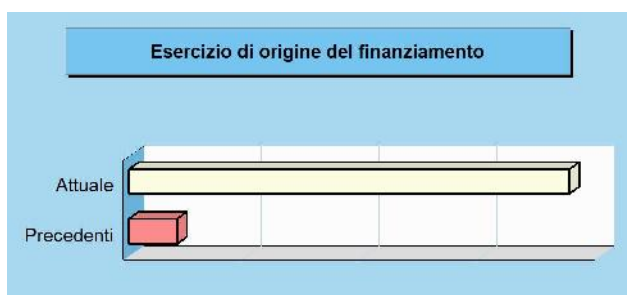 Esercizio di origine del finanziamento
Attuale
Precedenti